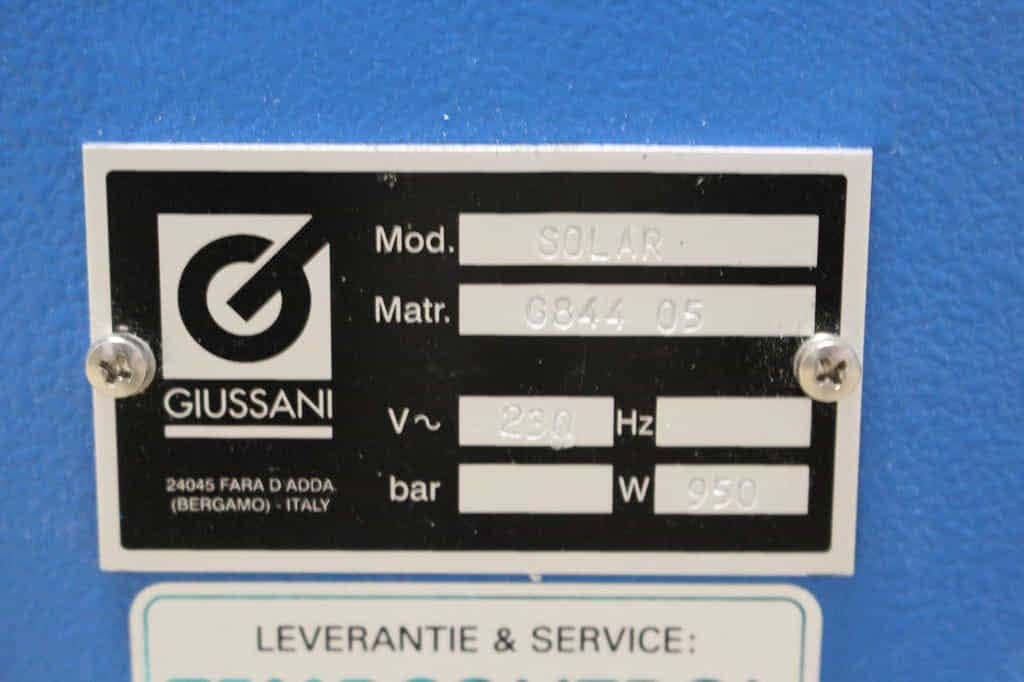 Mod. SOLAR
Matr. G844 05
GIUSSANI
V~ 230 Hz
bar W 950
24045 FARA D ADDA
(BERGAMO) - ITALY
LEVERANTIE & SERVICE: